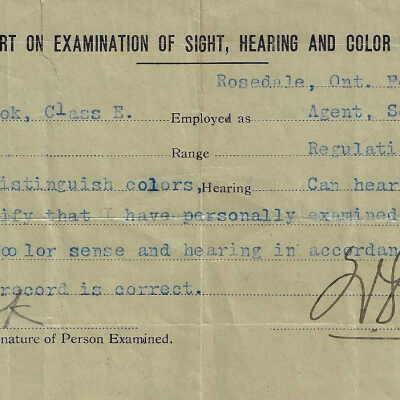 RT ON EXAMINATION OF SIGHT, HEARING AND COLOR
Rosedale, Ont.
ok, Class E. Employed as Agent, S
Range Regulati
istinguish colors, Hearing Can hear
ify that I have personally examined
color sense and hearing in accordan
record is correct.
nature of Person Examined.